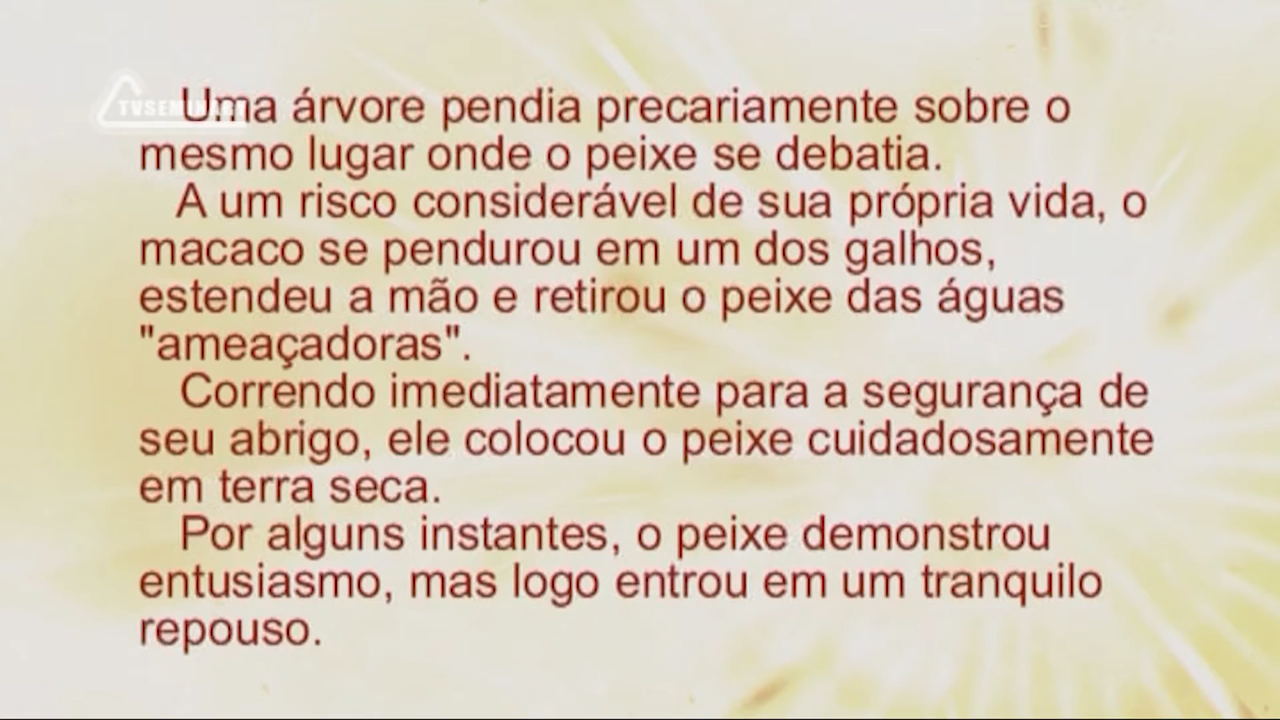 TVSEMINARY
Uma árvore pendia precariamente sobre o
mesmo lugar onde o peixe se debatia.
A um risco considerável de sua própria vida, o
macaco se pendurou em um dos galhos,
estendeu a mão e retirou o peixe das águas
"ameaçadoras".
Correndo imediatamente para a segurança de
seu abrigo, ele colocou o peixe cuidadosamente
em terra seca.
Por alguns instantes, o peixe demonstrou
entusiasmo, mas logo entrou em um tranquilo
repouso.